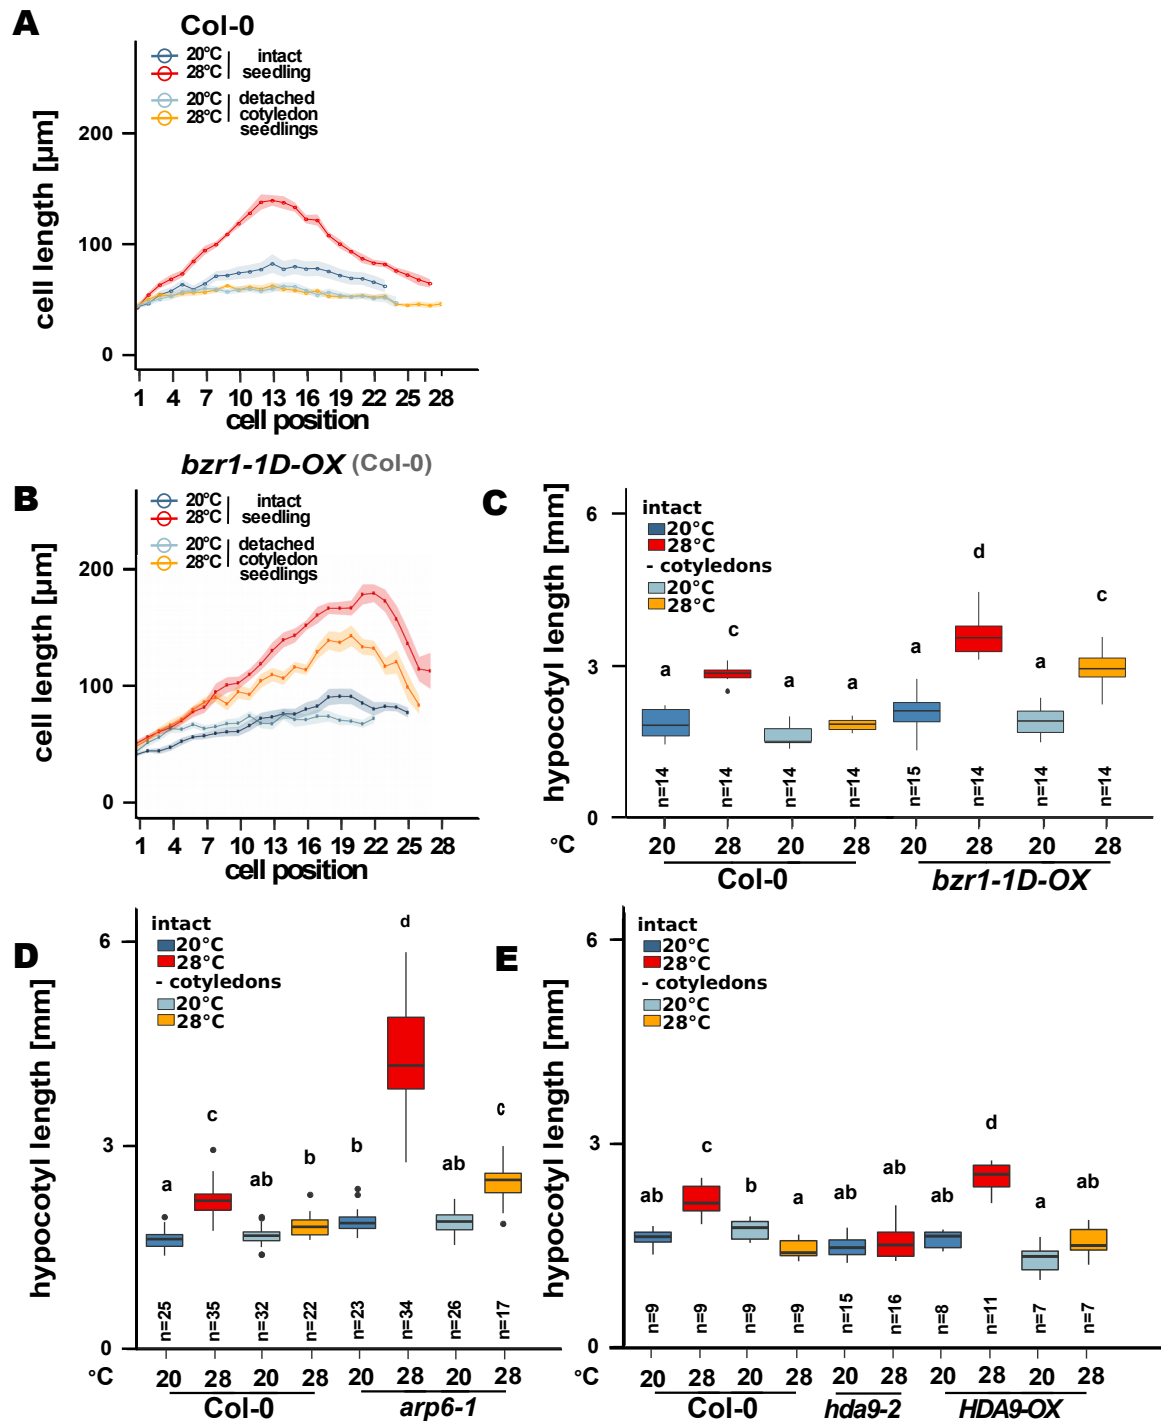 A
Col-0
20°C
28°C
intact
seedling
20°C
28°C
detached
cotyledon
seedlings
cell length [µm]
200
100
0
1 4 7 10 13 16 19 22 25 28
cell position
bzr1-1D-OX (Col-0)
B
20°C
28°C
intact
seedling
20°C
28°C
detached
cotyledon
seedlings
cell length [µm]
200
100
0
1 4 7 10 13 16 19 22 25 28
cell position
C
intact
20°C
28°C
- cotyledons
20°C
28°C
hypocotyl length [mm]
6
3
0
a c a a a d a c
n=14 n=14 n=14 n=14 n=15 n=14 n=14 n=14
°C 20 28 20 28 20 28 20 28
Col-0 bzr1-1D-OX
D
intact
20°C
28°C
- cotyledons
20°C
28°C
hypocotyl length [mm]
6
3
0
a c ab b b d ab c
n=25 n=35 n=32 n=22 n=23 n=34 n=26 n=17
°C 20 28 20 28 20 28 20 28
Col-0 arp6-1
E
intact
20°C
28°C
- cotyledons
20°C
28°C
hypocotyl length [mm]
6
3
0
ab c b a ab ab ab d a ab
n=9 n=9 n=9 n=9 n=15 n=16 n=8 n=11 n=7 n=7
20 28 20 28 20 28 20 28 20 28
Col-0 hda9-2 HDA9-OX